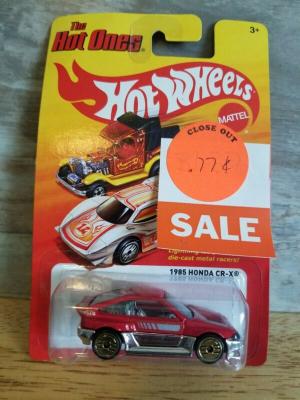 The
Hot Ones®
3+
Hot Wheels
MATTEL
CLOSE OUT
.77¢
SALE
die-cast metal racers!
1985 HONDA CR-X®